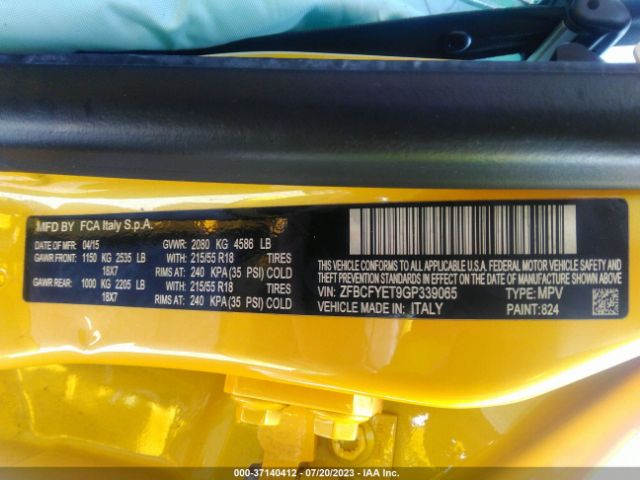 MFD BY FCA Italy S.p.A.
DATE OF MFR: 04/15 GVWR: 2080 KG 4586 LB
GAWR FRONT: 1150 KG 2535 LB WITH: 215/55 R18 TIRES
18X7 RIMS AT: 240 KPA (35 PSI) COLD
GAWR REAR: 1000 KG 2205 LB WITH: 215/55 R18 TIRES
18X7 RIMS AT: 240 KPA (35 PSI) COLD
THIS VEHICLE CONFORMS TO ALL APPLICABLE U.S.A. FEDERAL MOTOR VEHICLE SAFETY BUMPER AND
THEFT PREVENTION STANDARDS IN EFFECT ON THE DATE OF MANUFACTURE SHOWN ABOVE
VIN: ZFBCFYET9GP339065 TYPE: MPV
VEHICLE MADE IN: ITALY PAINT: 824
000-37140412 - 07/20/2023 - IAA Inc.